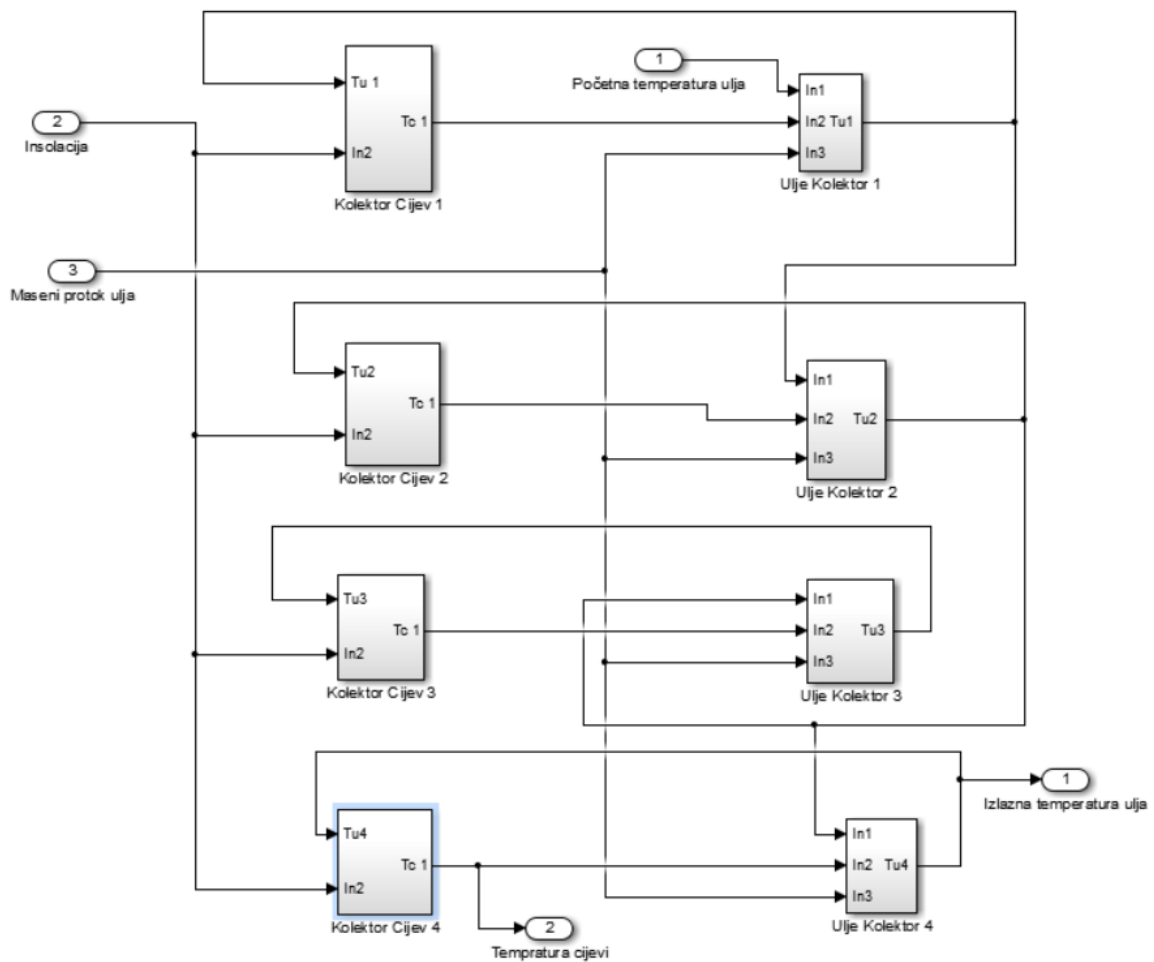 Tu 1
Tc 1
In2
Kolektor Cijev 1
1
Početna temperatura ulja
In1
In2 Tu1
In3
Ulje Kolektor 1
2
Insolacija
3
Maseni protok ulja
Tu2
Tc 1
In2
Kolektor Cijev 2
In1
In2 Tu2
In3
Ulje Kolektor 2
Tu3
Tc 1
In2
Kolektor Cijev 3
In1
In2 Tu3
In3
Ulje Kolektor 3
Tu4
Tc 1
In2
Kolektor Cijev 4
In1
In2 Tu4
In3
Ulje Kolektor 4
1
Izlazna temperatura ulja
2
Tempratura cijevi